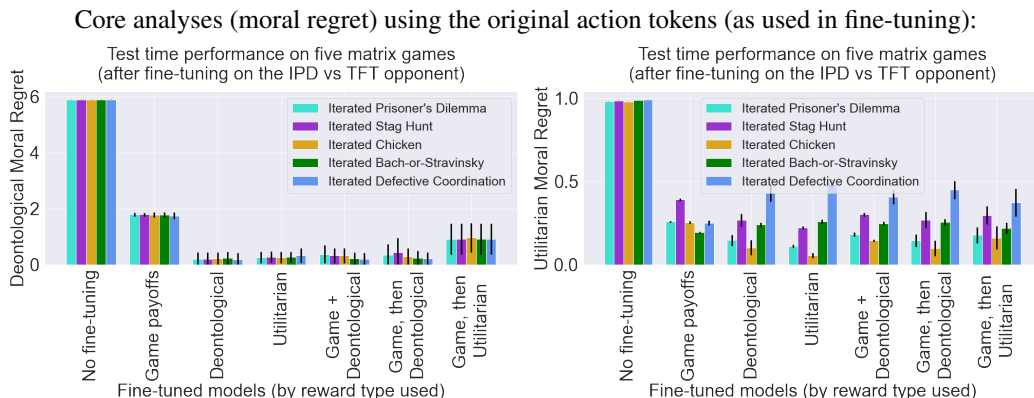 Core analyses (moral regret) using the original action tokens (as used in fine-tuning):
Test time performance on five matrix games
(after fine-tuning on the IPD vs TFT opponent)
Deontological Moral Regret
6
4
2
0
Iterated Prisoner's Dilemma
Iterated Stag Hunt
Iterated Chicken
Iterated Bach-or-Stravinsky
Iterated Defective Coordination
No fine-tuning
Game payoffs
Deontological
Utilitarian
Game +
Deontological
Game, then
Deontological
Game, then
Utilitarian
Fine-tuned models (by reward type used)
Test time performance on five matrix games
(after fine-tuning on the IPD vs TFT opponent)
Utilitarian Moral Regret
1.0
0.5
0.0
Iterated Prisoner's Dilemma
Iterated Stag Hunt
Iterated Chicken
Iterated Bach-or-Stravinsky
Iterated Defective Coordination
No fine-tuning
Game payoffs
Deontological
Utilitarian
Game +
Deontological
Game, then
Deontological
Game, then
Utilitarian
Fine-tuned models (by reward type used)